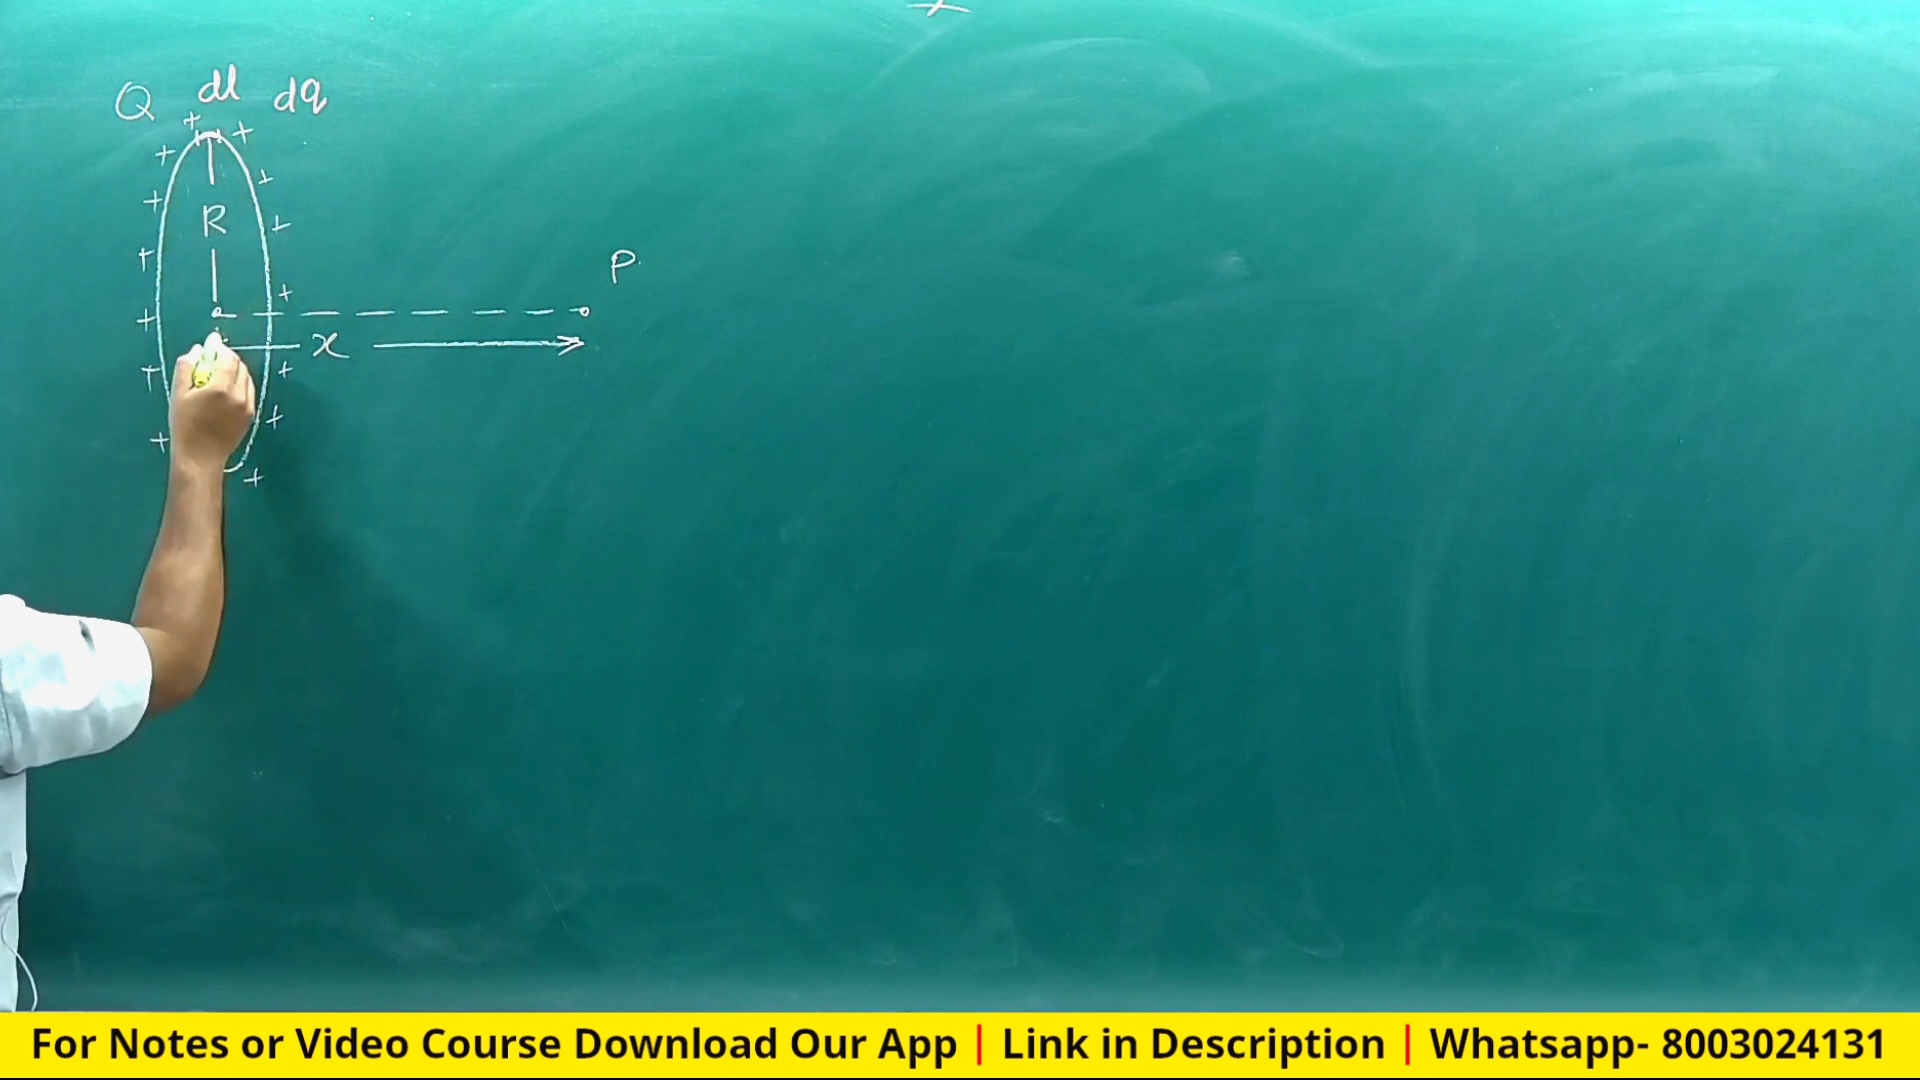 Q dl dq
R
P
x
For Notes or Video Course Download Our App | Link in Description | Whatsapp- 8003024131